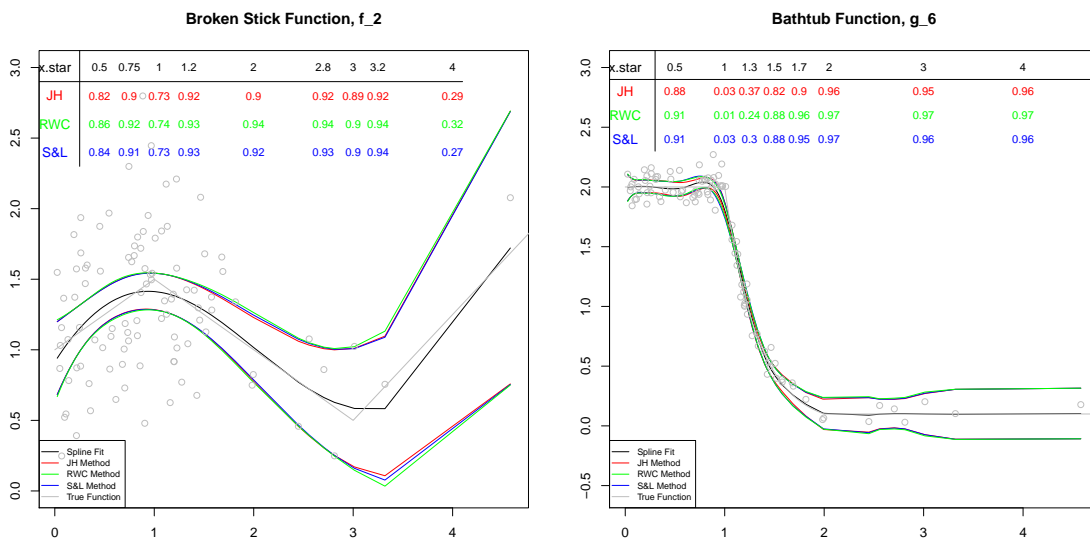 Broken Stick Function, f_2
x.star 0.5 0.75 1 1.2 2 2.8 3 3.2 4
JH 0.82 0.9 0.73 0.92 0.9 0.92 0.89 0.92 0.29
RWC 0.86 0.92 0.74 0.93 0.94 0.94 0.9 0.94 0.32
S&L 0.84 0.91 0.73 0.93 0.92 0.93 0.9 0.94 0.27
3.0
2.5
2.0
1.5
1.0
0.5
0.0
Spline Fit
JH Method
RWC Method
S&L Method
True Function
0 1 2 3 4
Bathtub Function, g_6
x.star 0.5 1 1.3 1.5 1.7 2 3 4
JH 0.88 0.03 0.37 0.82 0.9 0.96 0.95 0.96
RWC 0.91 0.01 0.24 0.88 0.96 0.97 0.97 0.97
S&L 0.91 0.03 0.3 0.88 0.95 0.97 0.96 0.96
3.0
2.5
2.0
1.5
1.0
0.5
0.0
−0.5
Spline Fit
JH Method
RWC Method
S&L Method
True Function
0 1 2 3 4